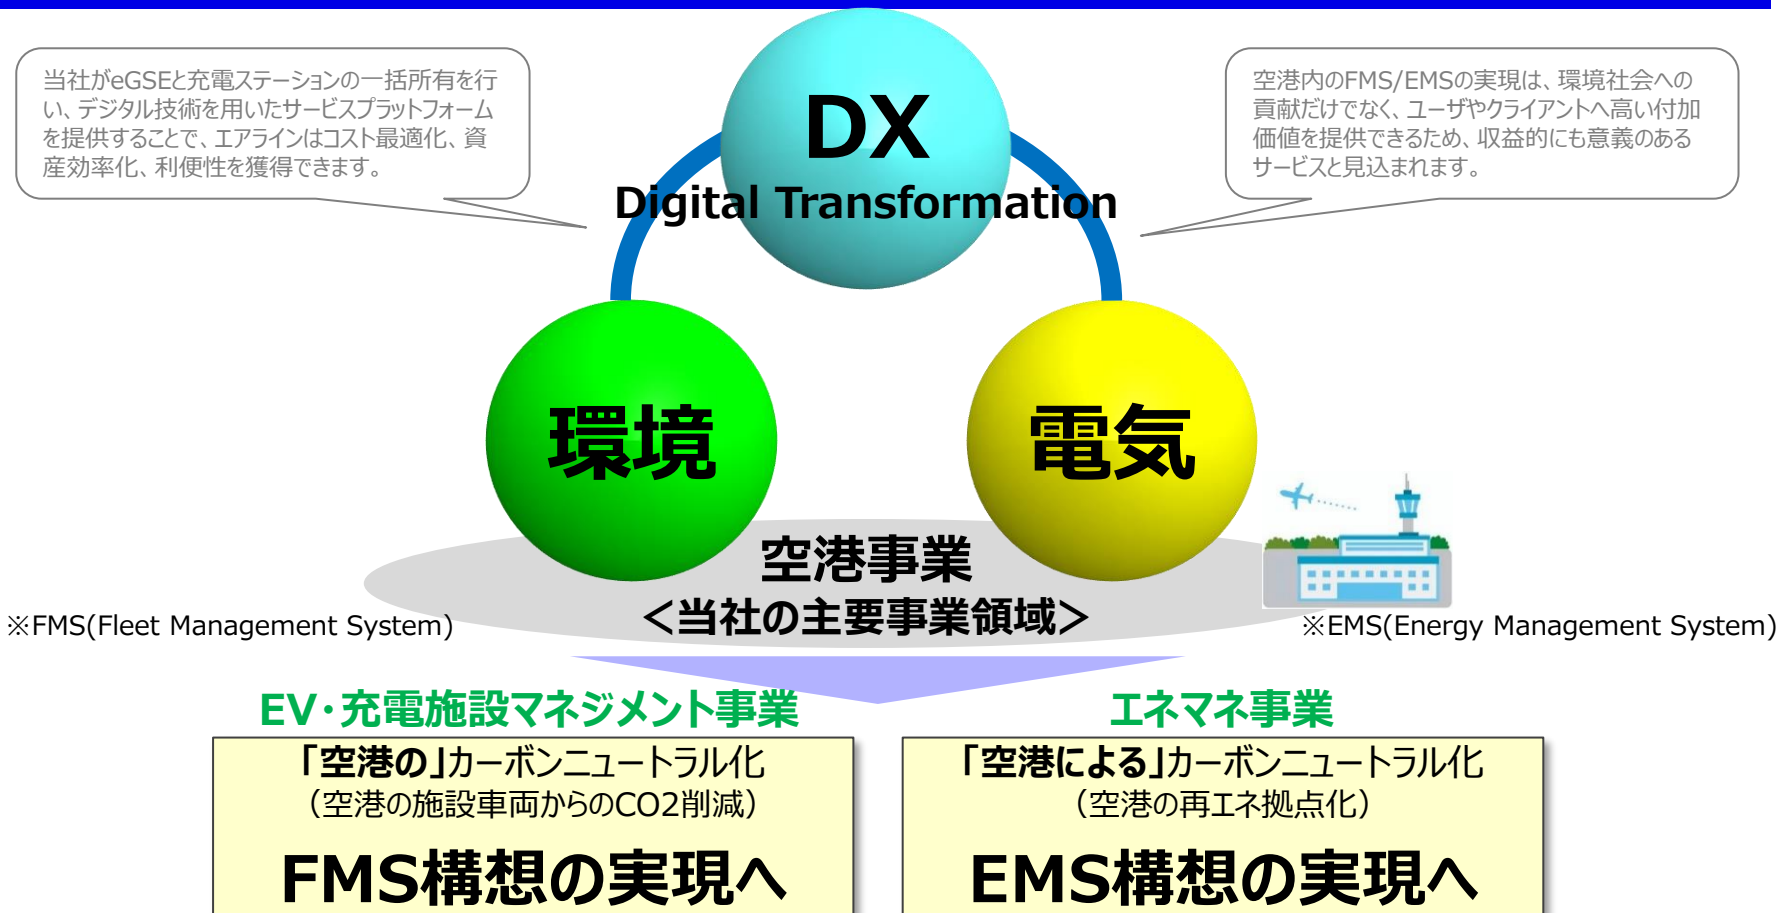 当社がeGSEと充電ステーションの一括所有を行
い、デジタル技術を用いたサービスプラットフォーム
を提供することで、エアラインはコスト最適化、資
産効率化、利便性を獲得できます。
空港内のFMS/EMSの実現は、環境社会への
貢献だけでなく、ユーザやクライアントへ高い付加
価値を提供できるため、収益的にも意義のある
サービスと見込まれます。
DX
Digital Transformation
環境
電気
空港事業
<当社の主要事業領域>
※FMS(Fleet Management System)
※EMS(Energy Management System)
EV・充電施設マネジメント事業
「空港の」カーボンニュートラル化
（空港の施設車両からのCO2削減）
FMS構想の実現へ
エネマネ事業
「空港による」カーボンニュートラル化
（空港の再エネ拠点化）
EMS構想の実現へ